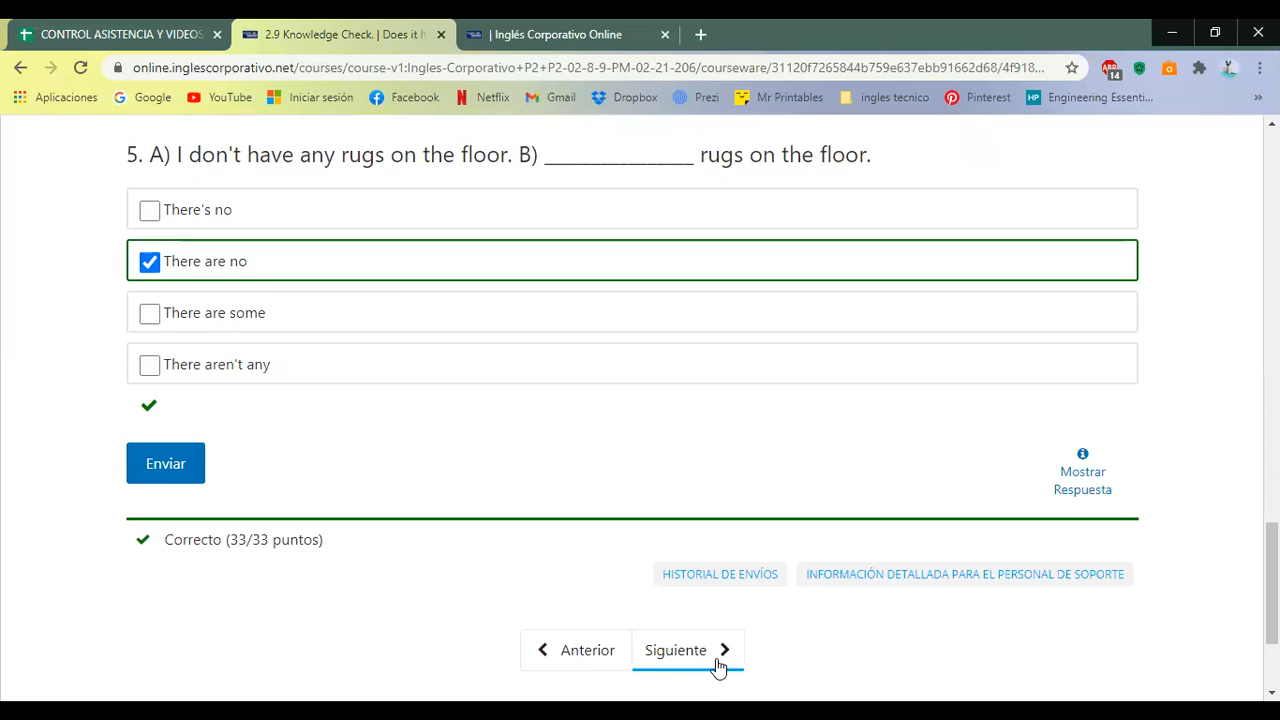 CONTROL ASISTENCIA Y VIDEOS
2.9 Knowledge Check. | Does it h
| Inglés Corporativo Online
online.inglescorporativo.net/courses/course-v1:Ingles-Corporativo+P2+P2-02-8-9-PM-02-21-206/courseware/31120f7265844b759e637ebb91662d68/4f918...
14
Aplicaciones
Google
YouTube
Iniciar sesión
Facebook
Netflix
Gmail
Dropbox
Prezi
Mr Printables
ingles tecnico
Pinterest
HP
Engineering Essenti...
»
5. A) I don't have any rugs on the floor. B) ________________ rugs on the floor.
There's no
There are no
There are some
There aren't any
Enviar
Mostrar
Respuesta
Correcto (33/33 puntos)
HISTORIAL DE ENVÍOS
INFORMACIÓN DETALLADA PARA EL PERSONAL DE SOPORTE
Anterior
Siguiente